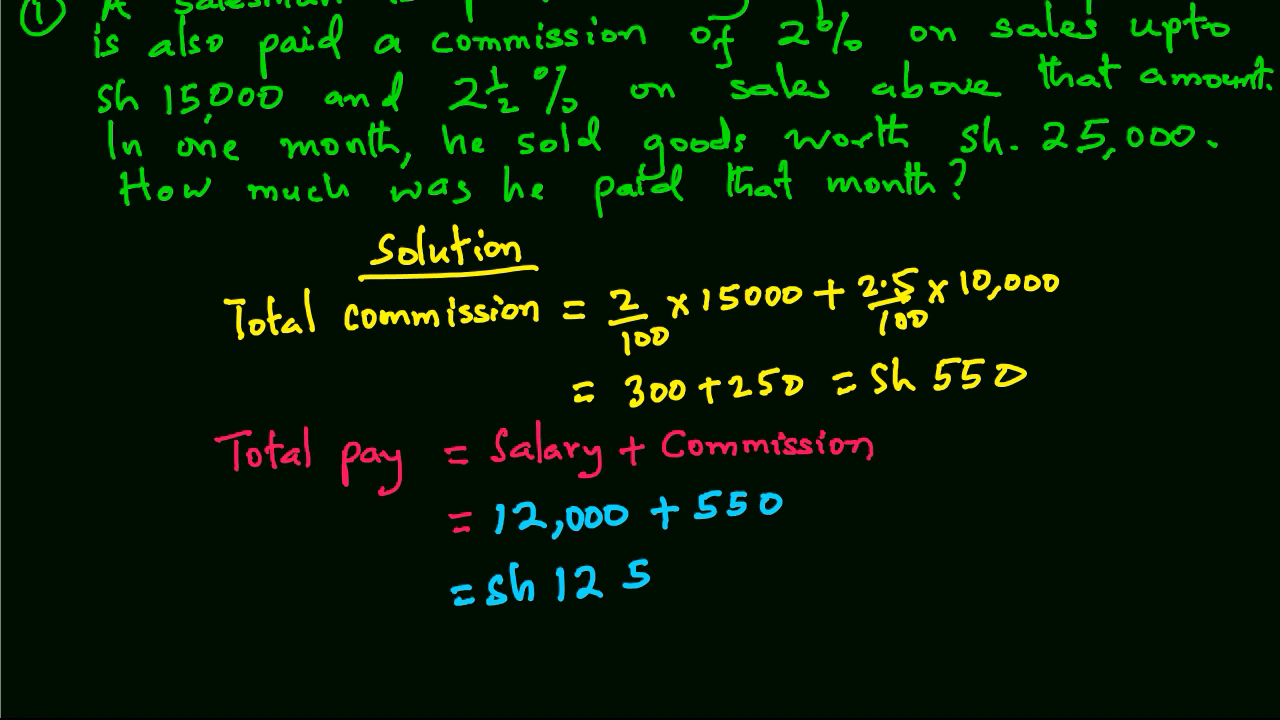 ① A salesman is
is also paid a commission of 2% on sales upto
sh 15,000 and 2½% on sales above that amount.
In one month, he sold goods worth sh. 25,000.
How much was he paid that month?
Solution
Total commission = 2/100 x 15000 + 2.5/100 x 10,000
= 300 + 250 = sh 550
Total pay = Salary + Commission
= 12,000 + 550
= sh 12 5